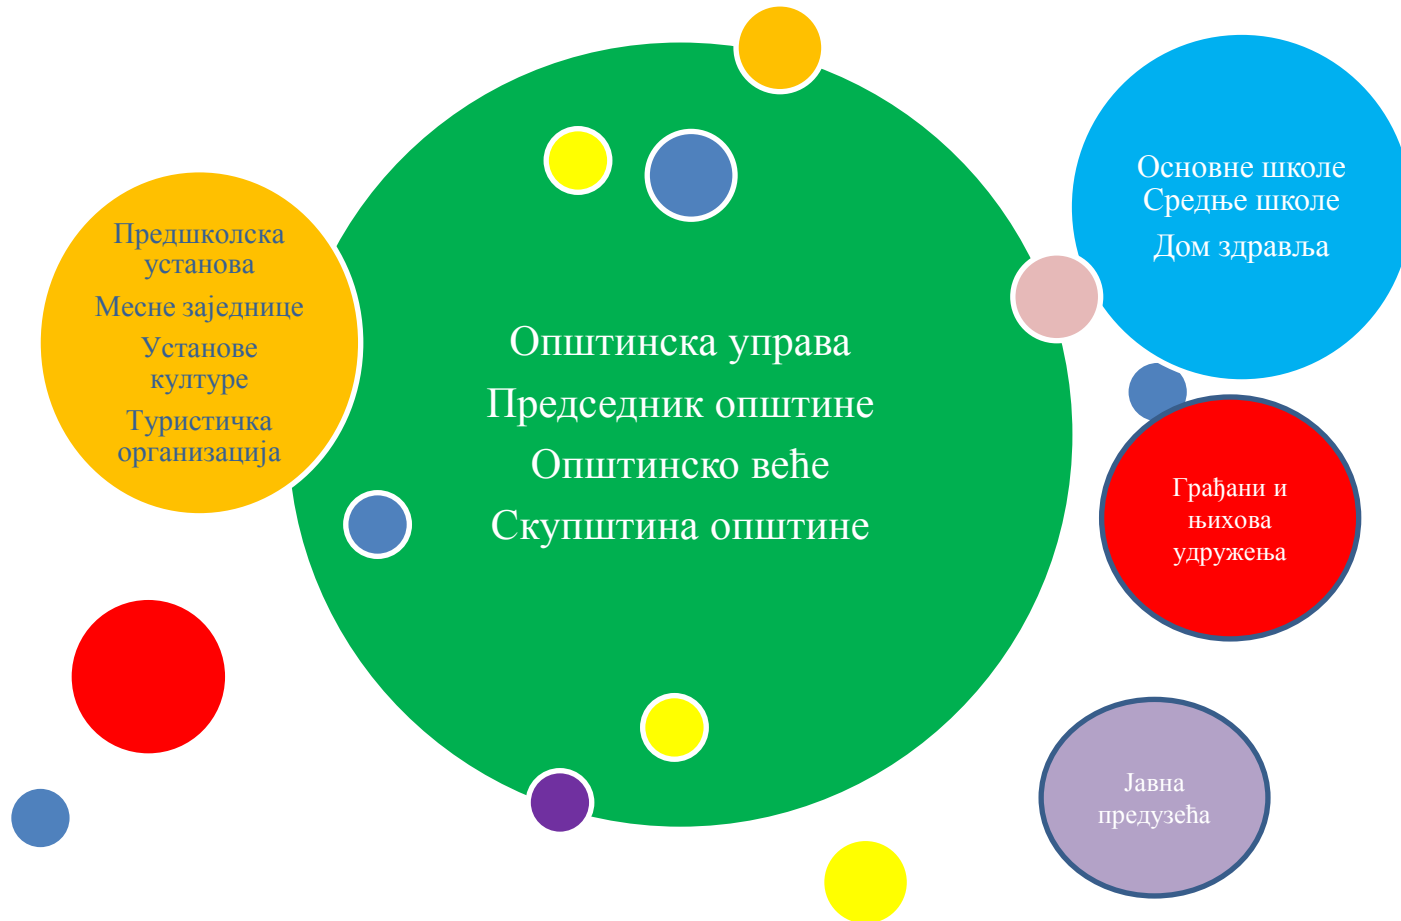 Предшколска
установа
Месне заједнице
Установе
културе
Туристичка
организација
Општинска управа
Председник општине
Општинско веће
Скупштина општине
Основне школе
Средње школе
Дом здравља
Грађани и
њихова
удружења
Јавна
предузећа